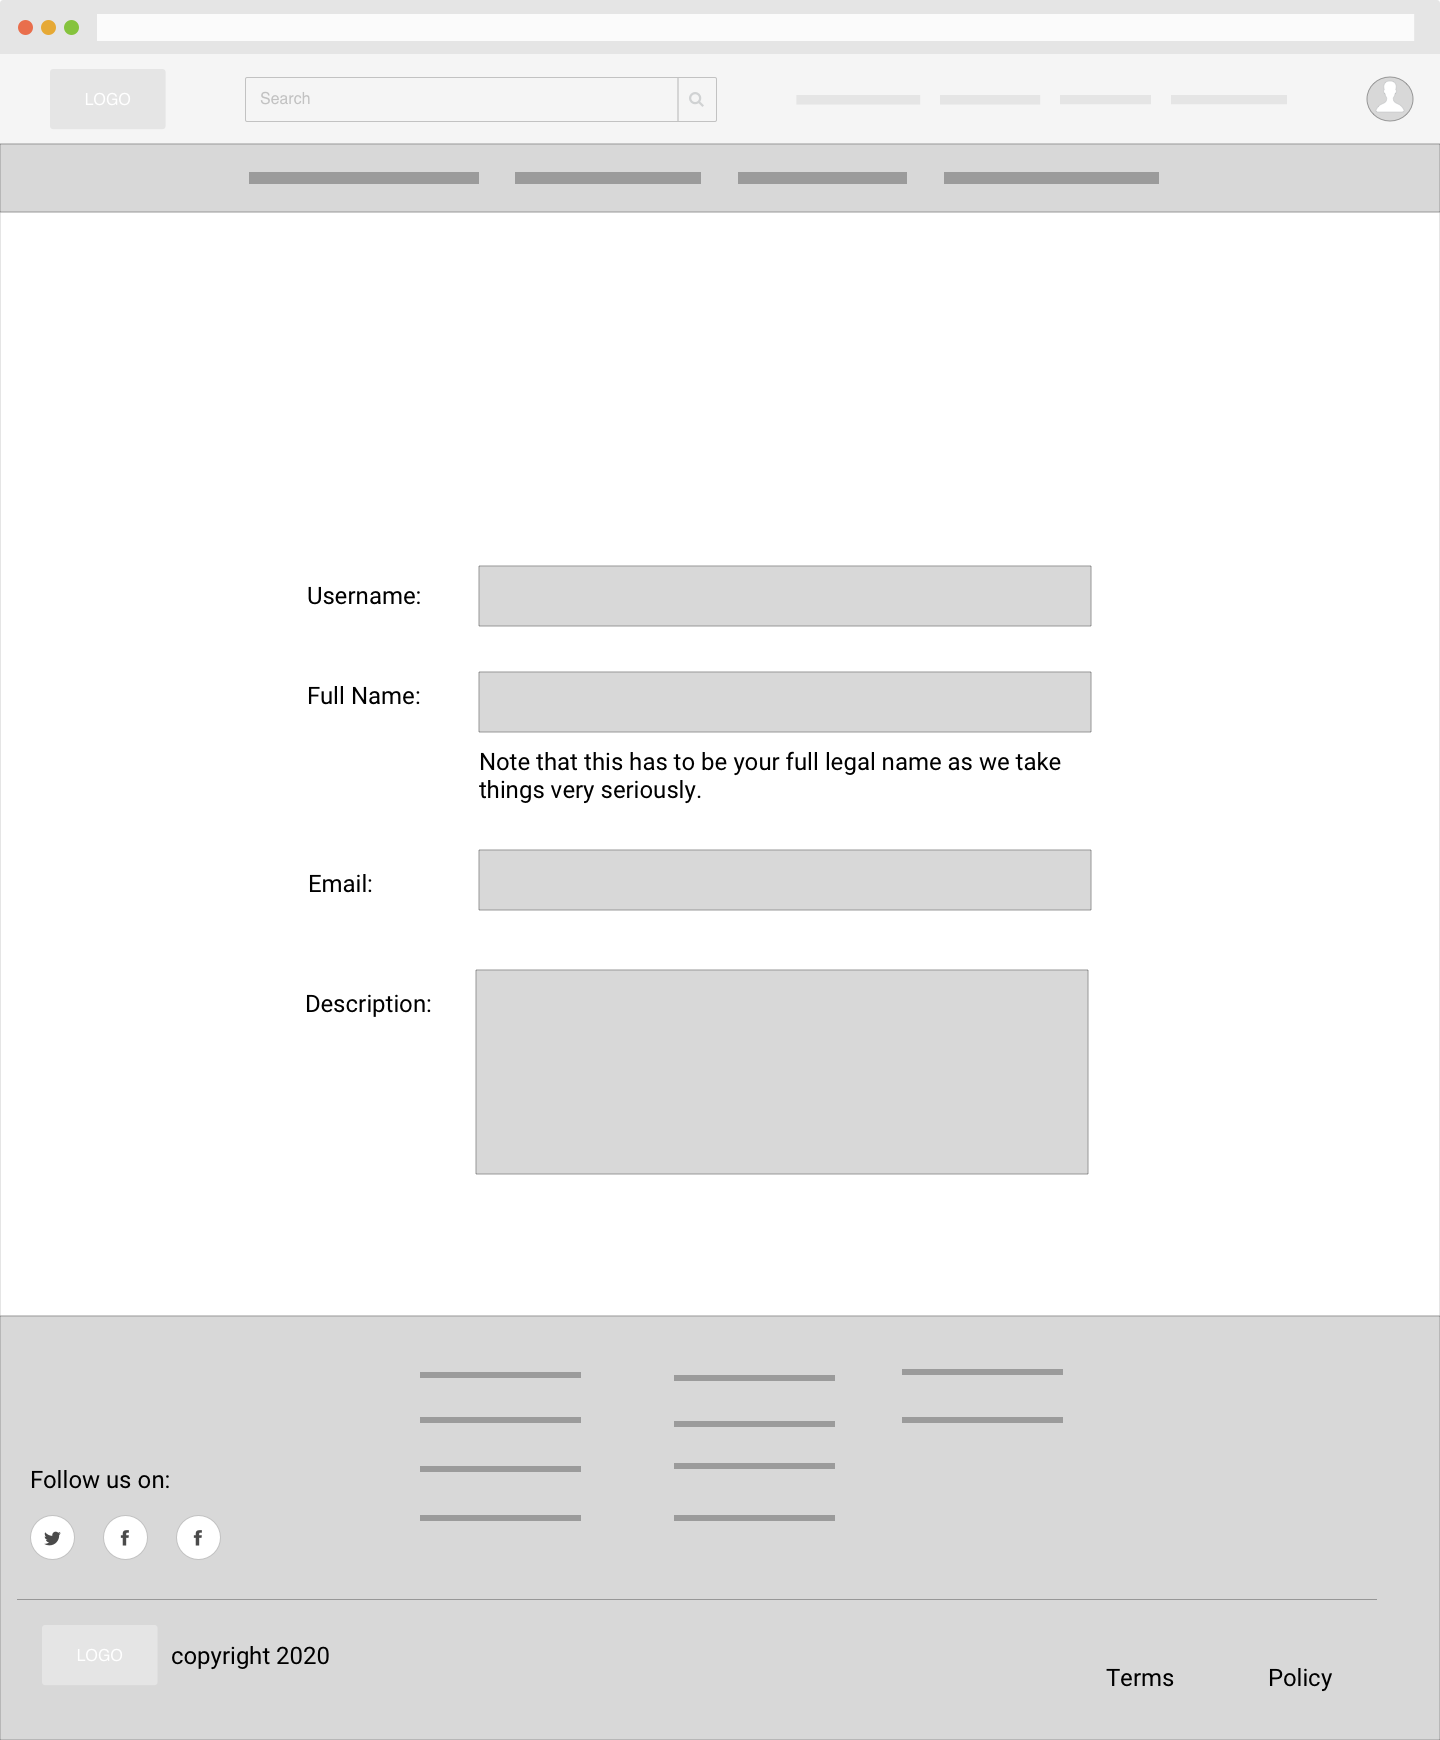 LOGO
Search
Username:
Full Name:
Note that this has to be your full legal name as we take
things very seriously.
Email:
Description:
Follow us on:
LOGO
copyright 2020
Terms
Policy